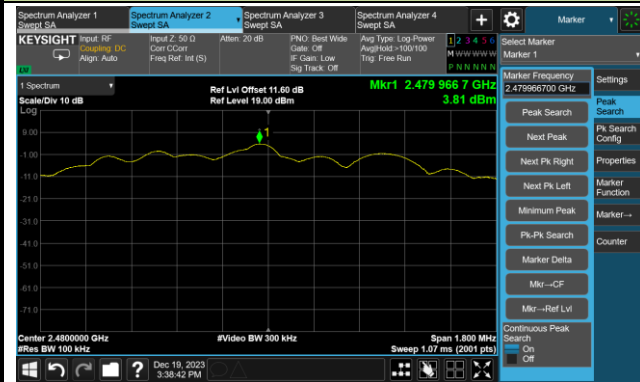 Spectrum Analyzer 1
Swept SA
Spectrum Analyzer 2
Swept SA
Spectrum Analyzer 3
Swept SA
Spectrum Analyzer 4
Swept SA
+
Marker
KEYSIGHT
Input: RF
Coupling: DC
Align: Auto
Input Z: 50 Ω
Corr CCorr
Freq Ref: Int (S)
Atten: 20 dB
PNO: Best Wide
Gate: Off
IF Gain: Low
Sig Track: Off
Avg Type: Log-Power
Avg|Hold:>100/100
Trig: Free Run
1 2 3 4 5 6
M W W W W W
P N N N N N
Select Marker
Marker 1
1 Spectrum
Scale/Div 10 dB
Log
Ref Lvl Offset 11.60 dB
Ref Level 19.00 dBm
Mkr1 2.479 966 7 GHz
3.81 dBm
1
9.00
-1.00
-11.0
-21.0
-31.0
-41.0
-51.0
-61.0
-71.0
Center 2.4800000 GHz
#Res BW 100 kHz
#Video BW 300 kHz
Span 1.800 MHz
Sweep 1.07 ms (2001 pts)
Marker Frequency
2.479966700 GHz
Peak Search
Next Peak
Next Pk Right
Next Pk Left
Minimum Peak
Pk-Pk Search
Marker Delta
Mkr→CF
Mkr→Ref Lvl
Continuous Peak
Search
On
Off
Settings
Peak
Search
Pk Search
Config
Properties
Marker
Function
Marker→
Counter
?
Dec 19, 2023
3:38:42 PM